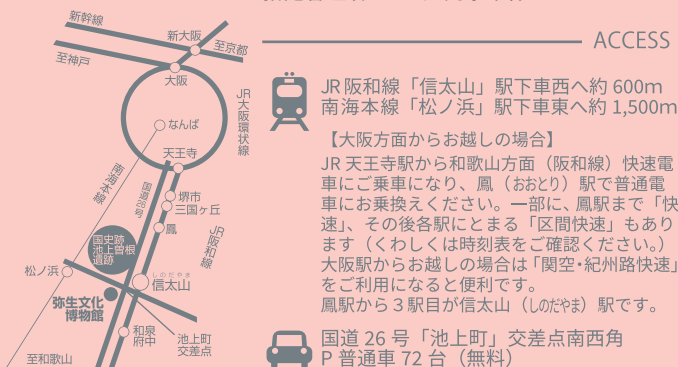 新幹線
新大阪
至京都
至神戸
大阪
JR大阪環状線
なんば
天王寺
南海本線
国道26号
堺市
三国ヶ丘
鳳
JR阪和線
国史跡
池上曽根
遺跡
松ノ浜
しのだやま
信太山
弥生文化
博物館
和泉
府中
池上町
交差点
至和歌山
ACCESS
JR阪和線「信太山」駅下車西へ約 600m
南海本線「松ノ浜」駅下車東へ約 1,500m
【大阪方面からお越しの場合】
JR 天王寺駅から和歌山方面（阪和線）快速電
車にご乗車になり、鳳（おおとり）駅で普通電
車にお乗換えください。一部に、鳳駅まで「快
速」、その後各駅にとまる「区間快速」もあり
ます（くわしくは時刻表をご確認ください。）
大阪駅からお越しの場合は「関空・紀州路快速」
をご利用になると便利です。
鳳駅から３駅目が信太山（しのだやま）駅です。
国道 26 号「池上町」交差点南西角
P 普通車 72 台（無料）